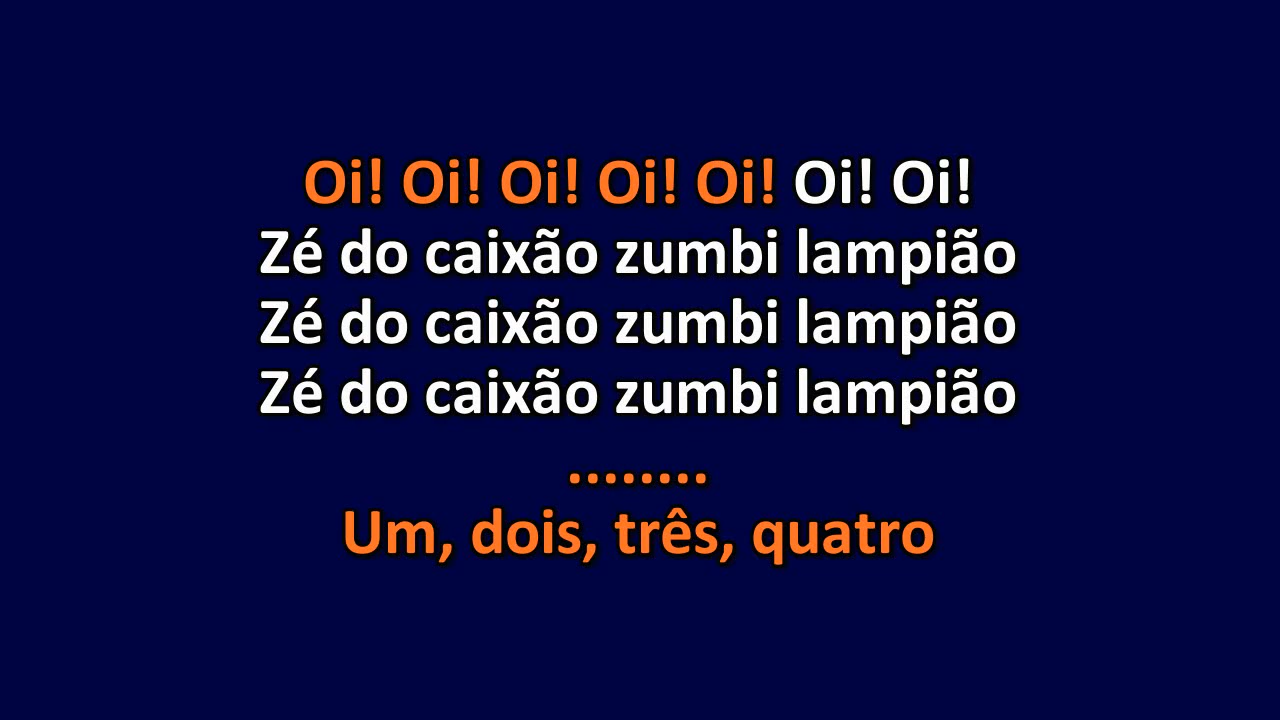 Oi! Oi! Oi! Oi! Oi! Oi! Oi!
Zé do caixão zumbi lampião
Zé do caixão zumbi lampião
Zé do caixão zumbi lampião
........
Um, dois, três, quatro